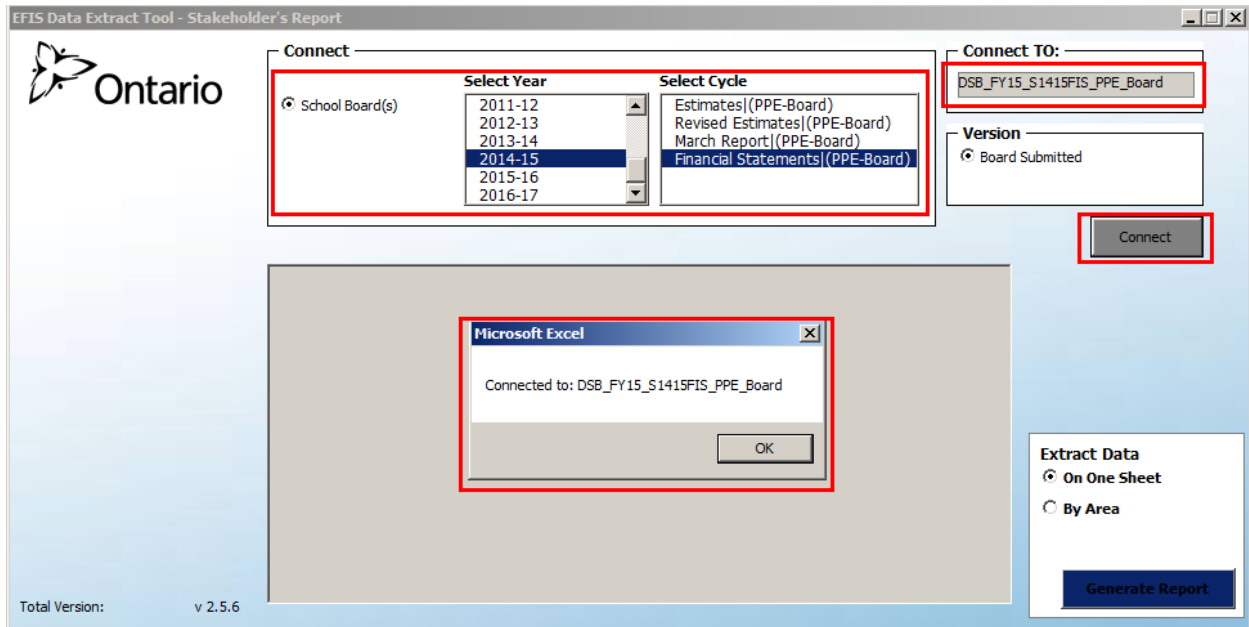 EFIS Data Extract Tool - Stakeholder's Report
Ontario
Connect
School Board(s)
Select Year
2011-12
2012-13
2013-14
2014-15
2015-16
2016-17
Select Cycle
Estimates|(PPE-Board)
Revised Estimates|(PPE-Board)
March Report|(PPE-Board)
Financial Statements|(PPE-Board)
Connect TO:
DSB_FY15_S1415FIS_PPE_Board
Version
Board Submitted
Connect
Microsoft Excel
Connected to: DSB_FY15_S1415FIS_PPE_Board
OK
Extract Data
On One Sheet
By Area
Generate Report
Total Version: v 2.5.6